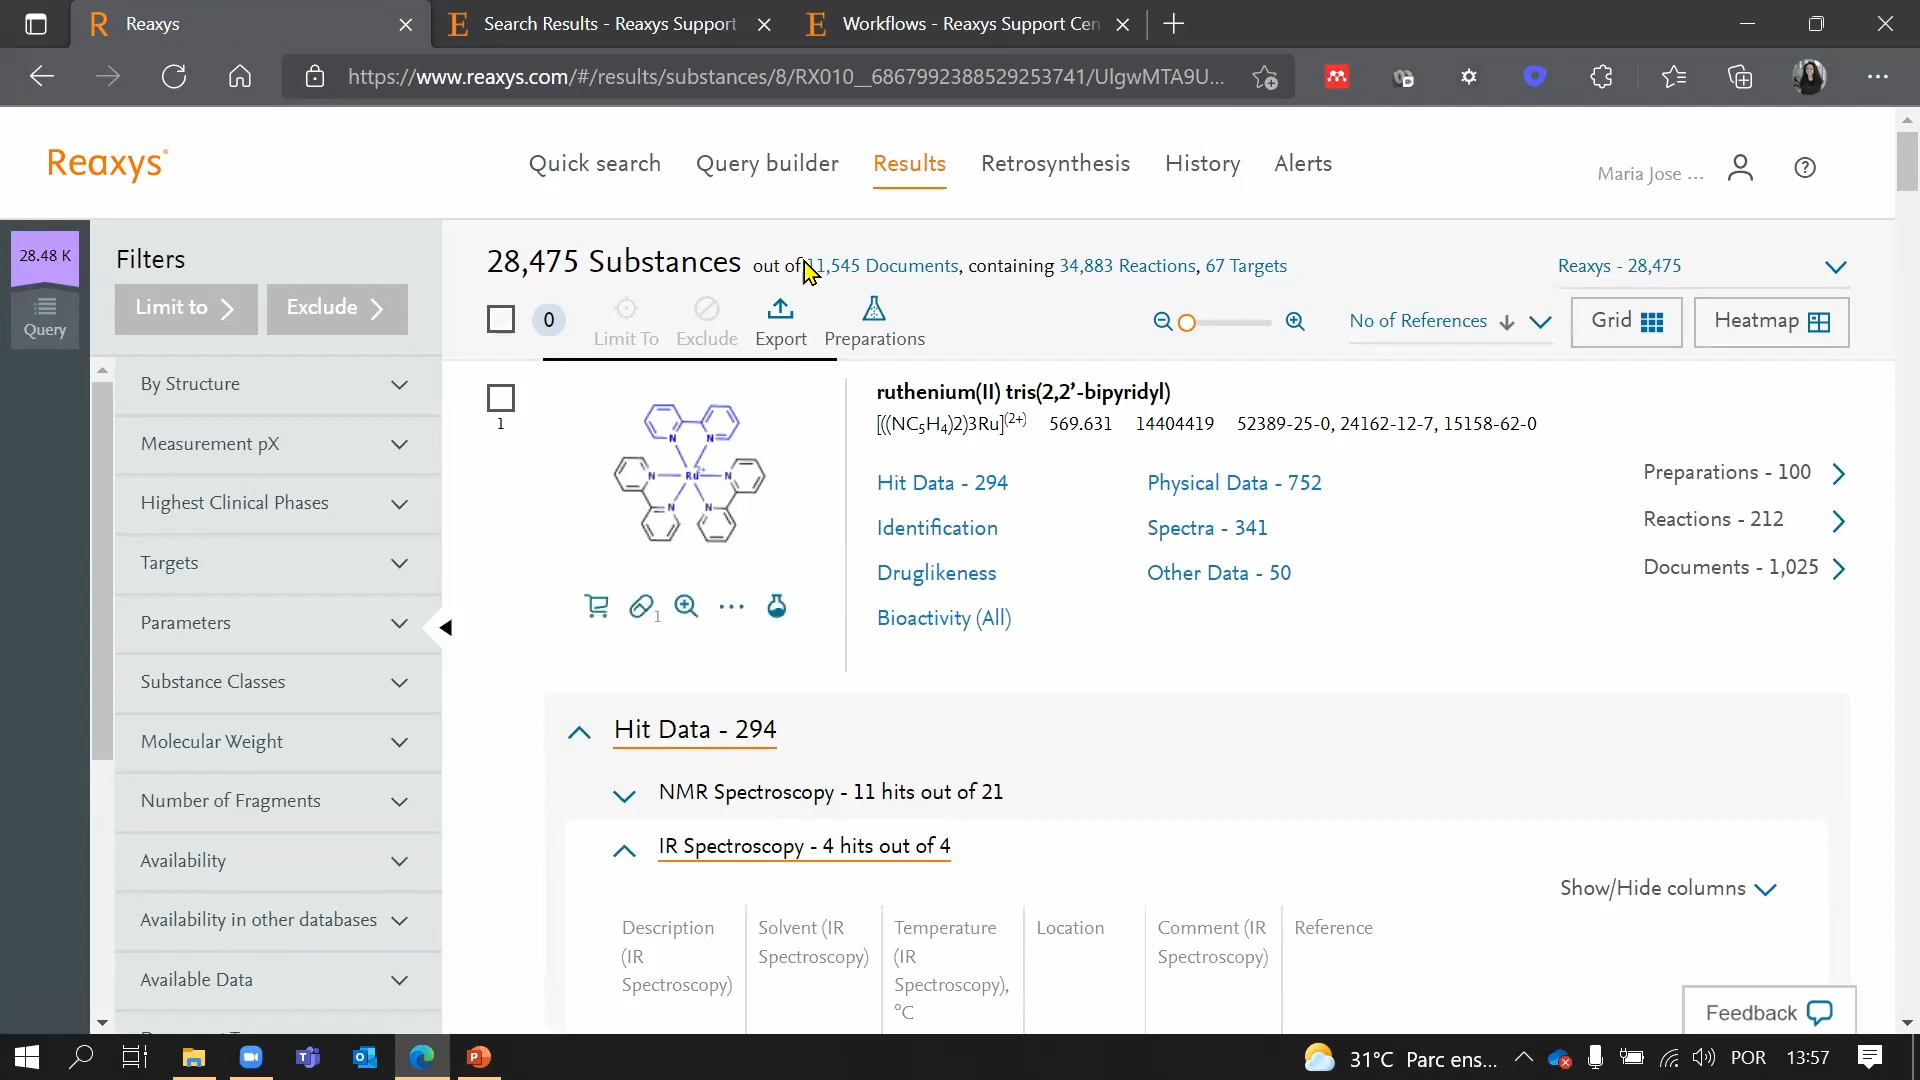 Reaxys
Search Results - Reaxys Support
Workflows - Reaxys Support Cen
https://www.reaxys.com/#/results/substances/8/RX010__6867992388529253741/UlgwMTA9U...
Reaxys
Quick search
Query builder
Results
Retrosynthesis
History
Alerts
Maria Jose ...
28.48 K
Query
Filters
Limit to
Exclude
By Structure
Measurement pX
Highest Clinical Phases
Targets
Parameters
Substance Classes
Molecular Weight
Number of Fragments
Availability
Availability in other databases
Available Data
28,475 Substances out of 11,545 Documents, containing 34,883 Reactions, 67 Targets
Reaxys - 28,475
0
Limit To
Exclude
Export
Preparations
No of References
Grid
Heatmap
1
N N
N Ru 2+ N
N N
1
ruthenium(II) tris(2,2’-bipyridyl)
[((NC5H4)2)3Ru](2+) 569.631 14404419 52389-25-0, 24162-12-7, 15158-62-0
Hit Data - 294
Identification
Druglikeness
Bioactivity (All)
Physical Data - 752
Spectra - 341
Other Data - 50
Preparations - 100
Reactions - 212
Documents - 1,025
Hit Data - 294
NMR Spectroscopy - 11 hits out of 21
IR Spectroscopy - 4 hits out of 4
Show/Hide columns
Description (IR Spectroscopy)
Solvent (IR Spectroscopy)
Temperature (IR Spectroscopy), °C
Location
Comment (IR Spectroscopy)
Reference
Feedback
31°C Parc ens...
POR
13:57